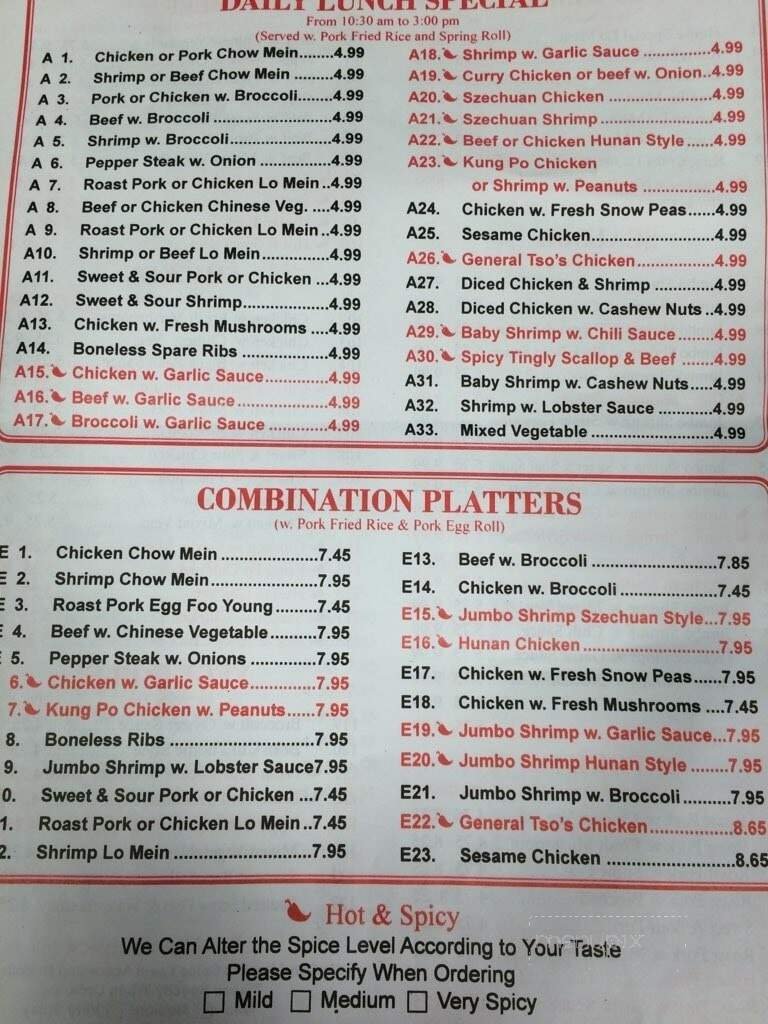 DAILY LUNCH SPECIAL
From 10:30 am to 3:00 pm
(Served w. Pork Fried Rice and Spring Roll)
A 1. Chicken or Pork Chow Mein........4.99
A 2. Shrimp or Beef Chow Mein ........4.99
A 3. Pork or Chicken w. Broccoli........4.99
A 4. Beef w. Broccoli ........................4.99
A 5. Shrimp w. Broccoli.....................4.99
A 6. Pepper Steak w. Onion ..............4.99
A 7. Roast Pork or Chicken Lo Mein ..4.99
A 8. Beef or Chicken Chinese Veg. ....4.99
A 9. Roast Pork or Chicken Lo Mein ..4.99
A10. Shrimp or Beef Lo Mein..............4.99
A11. Sweet & Sour Pork or Chicken ...4.99
A12. Sweet & Sour Shrimp..................4.99
A13. Chicken w. Fresh Mushrooms ....4.99
A14. Boneless Spare Ribs ..................4.99
A15. Chicken w. Garlic Sauce..............4.99
A16. Beef w. Garlic Sauce...................4.99
A17. Broccoli w. Garlic Sauce .............4.99
A18. Shrimp w. Garlic Sauce ...............4.99
A19. Curry Chicken or beef w. Onion..4.99
A20. Szechuan Chicken ......................4.99
A21. Szechuan Shrimp........................4.99
A22. Beef or Chicken Hunan Style ......4.99
A23. Kung Po Chicken
or Shrimp w. Peanuts ................4.99
A24. Chicken w. Fresh Snow Peas......4.99
A25. Sesame Chicken.........................4.99
A26. General Tso's Chicken.................4.99
A27. Diced Chicken & Shrimp .............4.99
A28. Diced Chicken w. Cashew Nuts ..4.99
A29. Baby Shrimp w. Chili Sauce ........4.99
A30. Spicy Tingly Scallop & Beef .......4.99
A31. Baby Shrimp w. Cashew Nuts.....4.99
A32. Shrimp w. Lobster Sauce ............4.99
A33. Mixed Vegetable ..........................4.99
COMBINATION PLATTERS
(w. Pork Fried Rice & Pork Egg Roll)
E 1. Chicken Chow Mein .....................7.45
E 2. Shrimp Chow Mein.......................7.95
E 3. Roast Pork Egg Foo Young.........7.45
E 4. Beef w. Chinese Vegetable..........7.95
5. Pepper Steak w. Onions ..............7.95
6. Chicken w. Garlic Sauce..............7.95
7. Kung Po Chicken w. Peanuts......7.95
8. Boneless Ribs ..............................7.95
9. Jumbo Shrimp w. Lobster Sauce7.95
0. Sweet & Sour Pork or Chicken ...7.45
1. Roast Pork or Chicken Lo Mein ..7.45
2. Shrimp Lo Mein ...........................7.95
E13. Beef w. Broccoli ..........................7.85
E14. Chicken w. Broccoli .....................7.45
E15. Jumbo Shrimp Szechuan Style...7.95
E16. Hunan Chicken ............................7.95
E17. Chicken w. Fresh Snow Peas......7.95
E18. Chicken w. Fresh Mushrooms ....7.45
E19. Jumbo Shrimp w. Garlic Sauce...7.95
E20. Jumbo Shrimp Hunan Style ........7.95
E21. Jumbo Shrimp w. Broccoli ..........7.95
E22. General Tso's Chicken..................8.65
E23. Sesame Chicken ..........................8.65
Hot & Spicy
We Can Alter the Spice Level According to Your Taste
Please Specify When Ordering
☐ Mild ☐ Medium ☐ Very Spicy
menupix